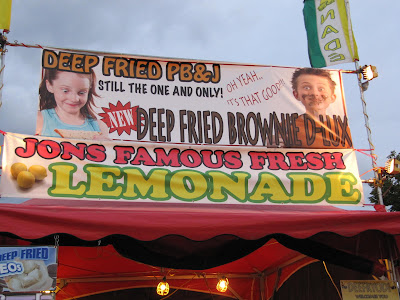 DEEP FRIED PB&J
STILL THE ONE AND ONLY!
OH YEAH..
IT'S THAT GOOD!!!
NEW
DEEP FRIED BROWNIE D-LUX
JONS FAMOUS FRESH
LEMONADE
DEEP FRIED